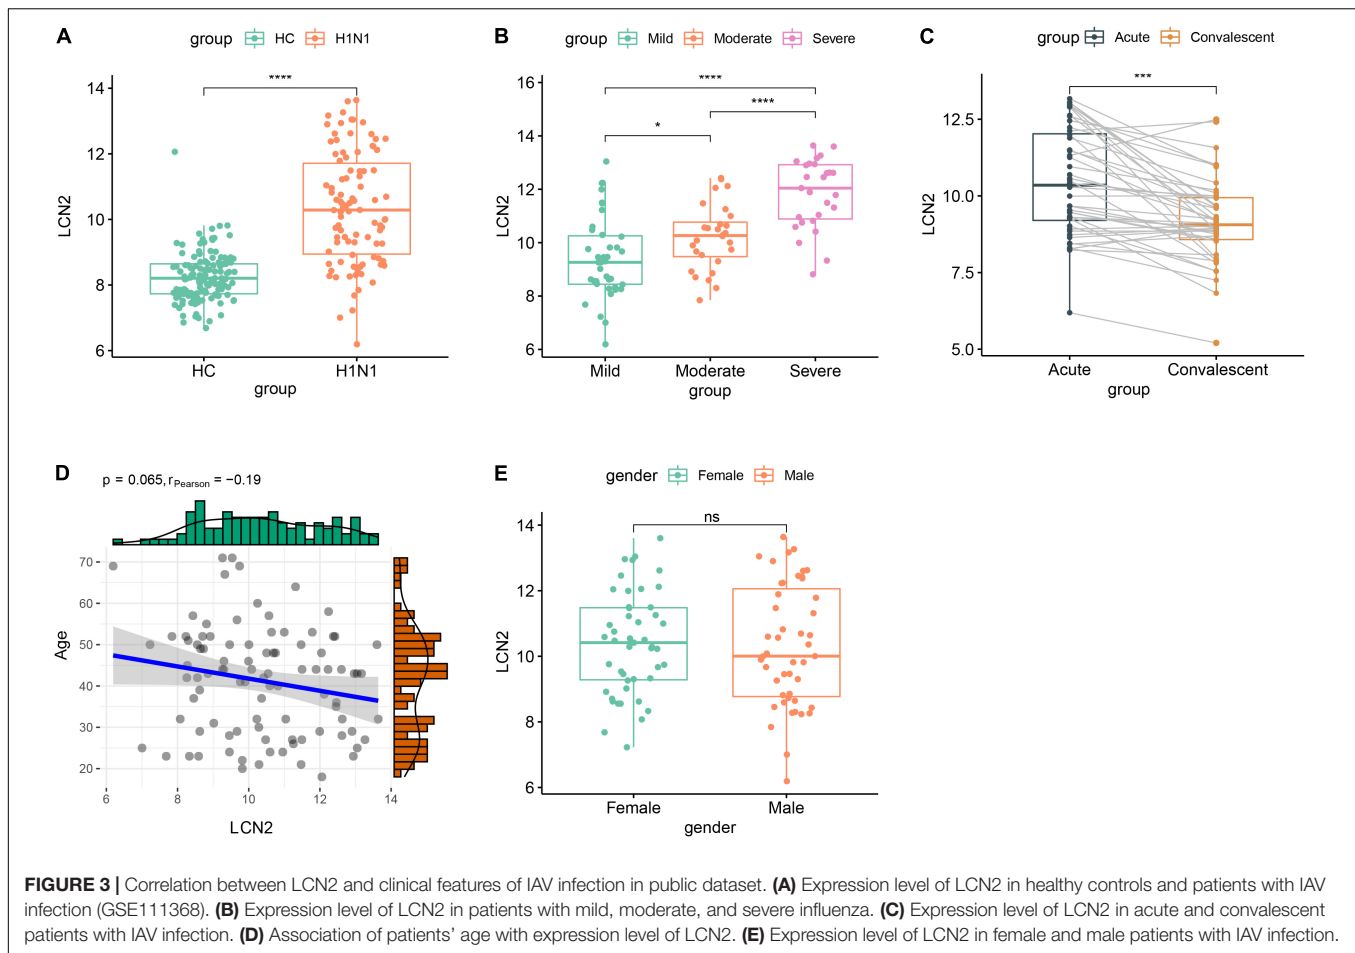 A
group HC H1N1
****
LCN2
14
12
10
8
6
HC H1N1
group
B
group Mild Moderate Severe
****
****
*
LCN2
16
14
12
10
8
6
Mild Moderate Severe
group
C
group Acute Convalescent
***
LCN2
12.5
10.0
7.5
5.0
Acute Convalescent
group
D
p = 0.065, rPearson = −0.19
Age
70
60
50
40
30
20
6 8 10 12 14
LCN2
E
gender Female Male
ns
LCN2
14
12
10
8
6
Female Male
gender
FIGURE 3 | Correlation between LCN2 and clinical features of IAV infection in public dataset. (A) Expression level of LCN2 in healthy controls and patients with IAV
infection (GSE111368). (B) Expression level of LCN2 in patients with mild, moderate, and severe influenza. (C) Expression level of LCN2 in acute and convalescent
patients with IAV infection. (D) Association of patients' age with expression level of LCN2. (E) Expression level of LCN2 in female and male patients with IAV infection.